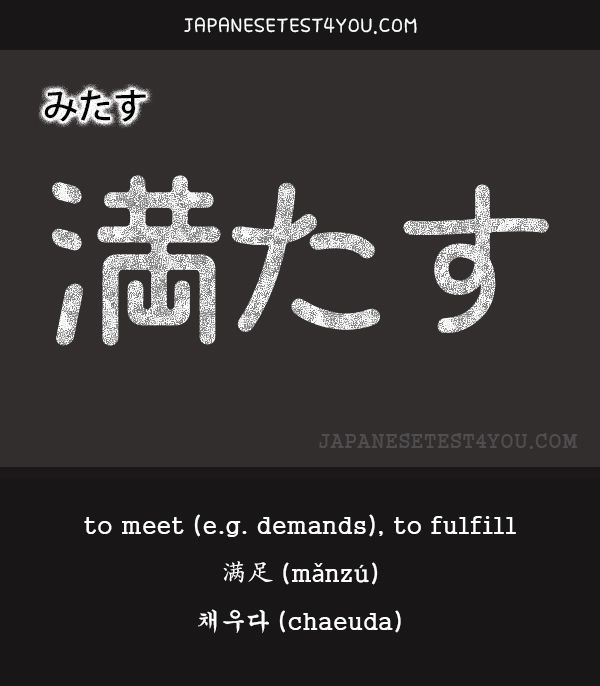 JAPANESETEST4YOU.COM
みたす
満たす
JAPANESETEST4YOU.COM
to meet (e.g. demands), to fulfill
满足 (mǎnzú)
채우다 (chaeuda)